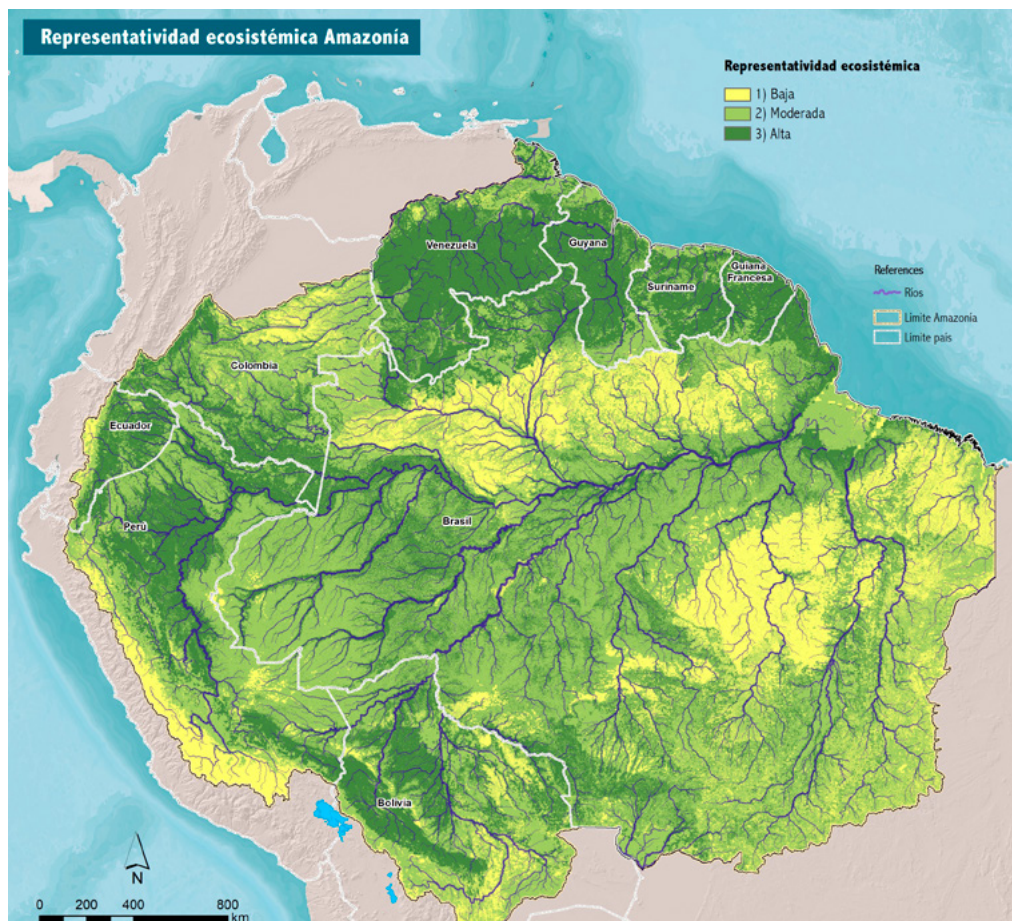 Representatividad ecosistémica Amazonía
Representatividad ecosistémica
1) Baja
2) Moderada
3) Alta
Venezuela
Guyana
Suriname
Guiana
Francesa
References
Ríos
Límite Amazonía
Límite país
Colombia
Ecuador
Perú
Brasil
Bolivia
N
0 200 400 800
km